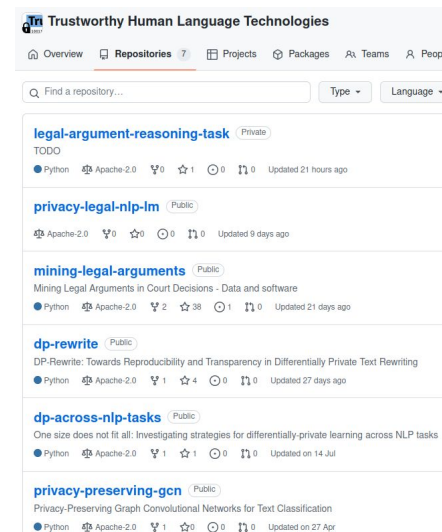 Trustworthy Human Language Technologies
Overview Repositories 7 Projects Packages Teams Peop
Find a repository... Type Language
legal-argument-reasoning-task Private
TODO
Python Apache-2.0 0 1 0 0 Updated 21 hours ago
privacy-legal-nlp-lm Public
Apache-2.0 0 0 0 0 Updated 9 days ago
mining-legal-arguments Public
Mining Legal Arguments in Court Decisions - Data and software
Python Apache-2.0 2 38 1 0 Updated 21 days ago
dp-rewrite Public
DP-Rewrite: Towards Reproducibility and Transparency in Differentially Private Text Rewriting
Python Apache-2.0 1 4 0 0 Updated 27 days ago
dp-across-nlp-tasks Public
One size does not fit all: Investigating strategies for differentially-private learning across NLP tasks
Python Apache-2.0 1 1 0 0 Updated on 14 Jul
privacy-preserving-gcn Public
Privacy-Preserving Graph Convolutional Networks for Text Classification
Python Apache-2.0 1 0 0 0 Updated on 27 Apr